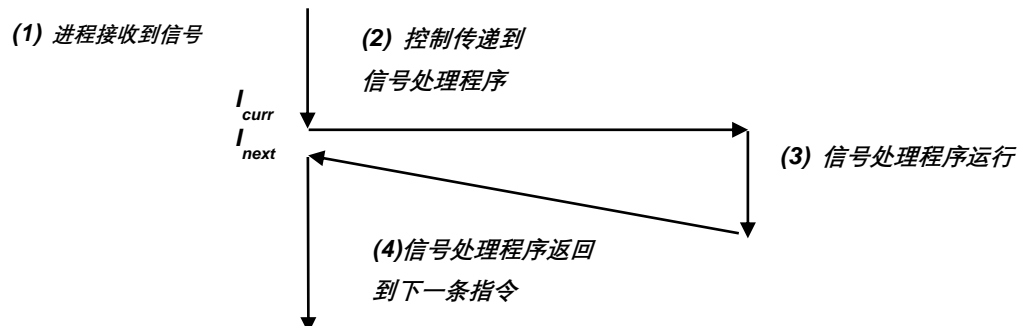 (1) 进程接收到信号
(2) 控制传递到
信号处理程序
Icurr
Inext
(3) 信号处理程序运行
(4)信号处理程序返回
到下一条指令